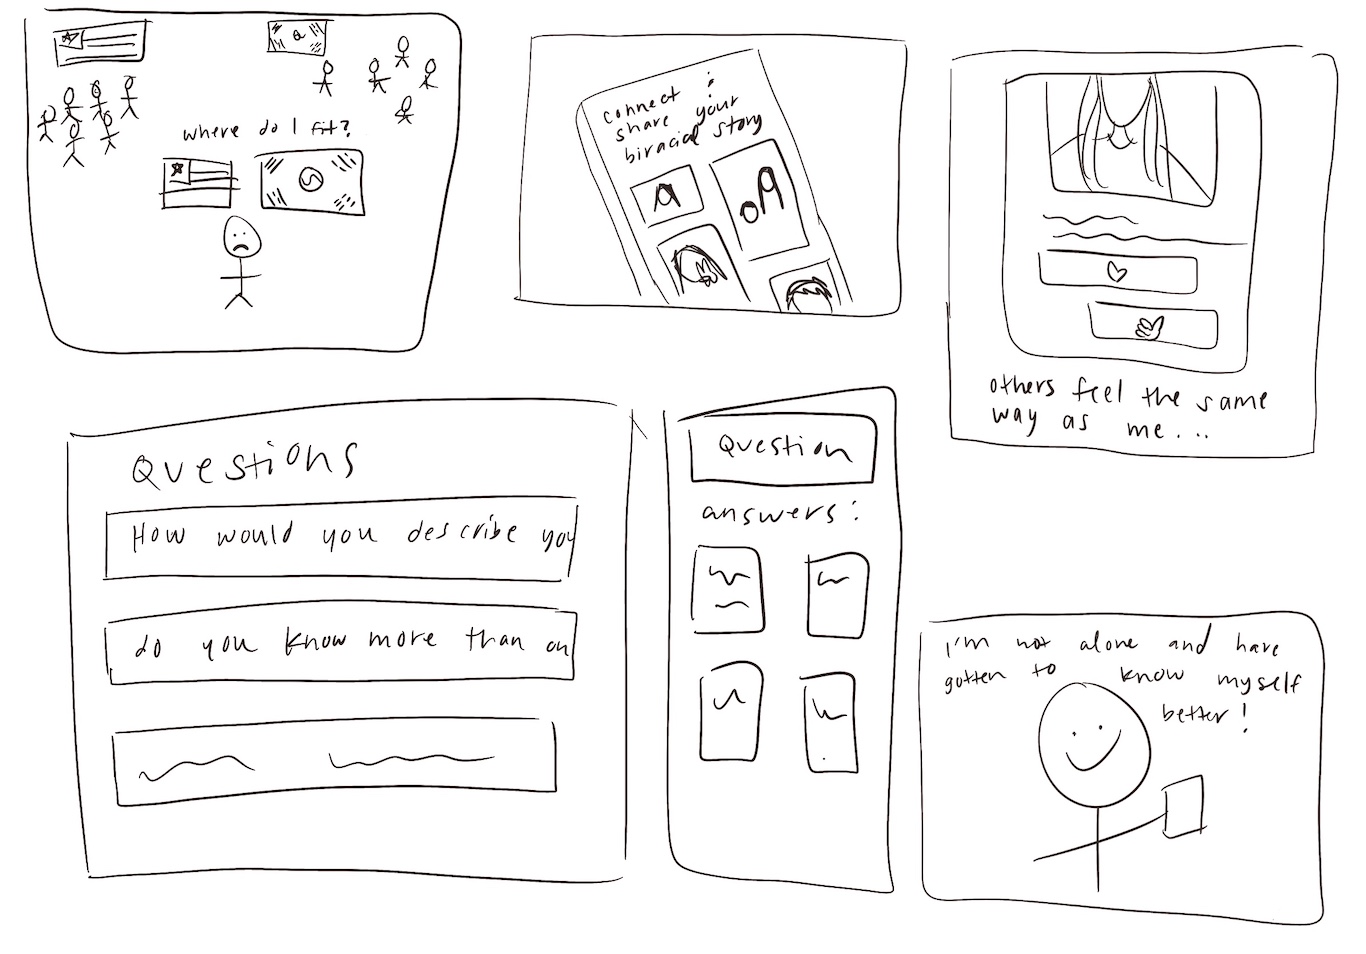 where do I fit?
connect &
share your
biracial story
others feel the same
way as me...
Questions
How would you describe you
do you know more than on
Question
answers:
i'm not alone and have
gotten to know myself
better!